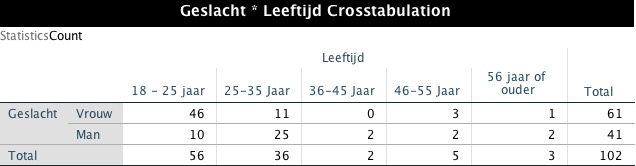 Geslacht * Leeftijd Crosstabulation
StatisticsCount
Leeftijd
18 - 25 jaar 25-35 Jaar 36-45 Jaar 46-55 Jaar 56 jaar of ouder Total
Geslacht Vrouw 46 11 0 3 1 61
Man 10 25 2 2 2 41
Total 56 36 2 5 3 102